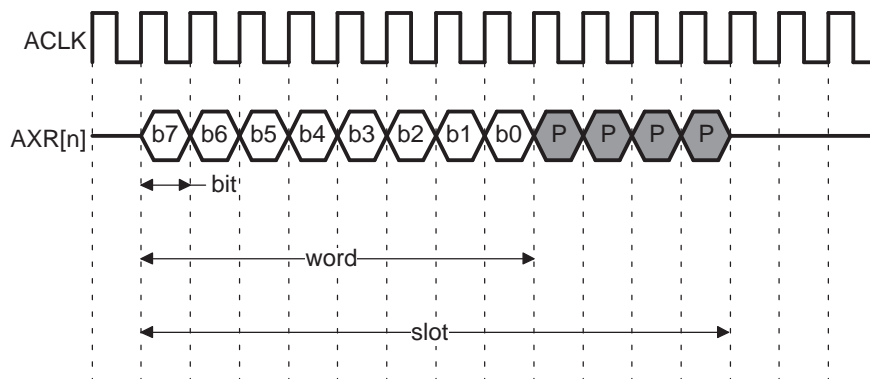 ACLK
AXR[n] b7 b6 b5 b4 b3 b2 b1 b0 P P P P
bit
word
slot